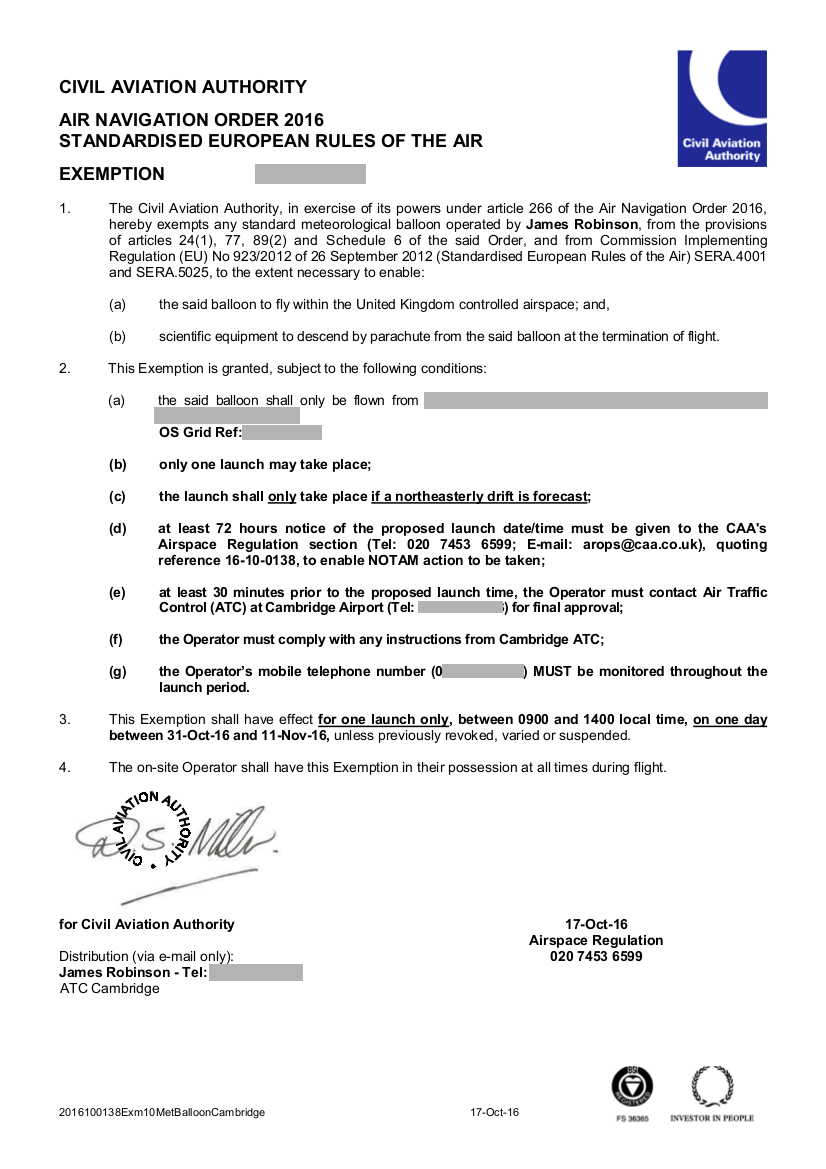 CIVIL AVIATION AUTHORITY
AIR NAVIGATION ORDER 2016
STANDARDISED EUROPEAN RULES OF THE AIR
Civil Aviation
Authority
EXEMPTION
1. The Civil Aviation Authority, in exercise of its powers under article 266 of the Air Navigation Order 2016,
hereby exempts any standard meteorological balloon operated by James Robinson, from the provisions
of articles 24(1), 77, 89(2) and Schedule 6 of the said Order, and from Commission Implementing
Regulation (EU) No 923/2012 of 26 September 2012 (Standardised European Rules of the Air) SERA.4001
and SERA.5025, to the extent necessary to enable:
(a) the said balloon to fly within the United Kingdom controlled airspace; and,
(b) scientific equipment to descend by parachute from the said balloon at the termination of flight.
2. This Exemption is granted, subject to the following conditions:
(a) the said balloon shall only be flown from
OS Grid Ref:
(b) only one launch may take place;
(c) the launch shall only take place if a northeasterly drift is forecast;
(d) at least 72 hours notice of the proposed launch date/time must be given to the CAA's
Airspace Regulation section (Tel: 020 7453 6599; E-mail: arops@caa.co.uk), quoting
reference 16-10-0138, to enable NOTAM action to be taken;
(e) at least 30 minutes prior to the proposed launch time, the Operator must contact Air Traffic
Control (ATC) at Cambridge Airport (Tel: ) for final approval;
(f) the Operator must comply with any instructions from Cambridge ATC;
(g) the Operator's mobile telephone number (0 ) MUST be monitored throughout the
launch period.
3. This Exemption shall have effect for one launch only, between 0900 and 1400 local time, on one day
between 31-Oct-16 and 11-Nov-16, unless previously revoked, varied or suspended.
4. The on-site Operator shall have this Exemption in their possession at all times during flight.
CIVIL AVIATION AUTHORITY
D.S. Miller.
for Civil Aviation Authority
17-Oct-16
Airspace Regulation
020 7453 6599
Distribution (via e-mail only):
James Robinson - Tel:
ATC Cambridge
BSI
REGISTERED
FS 36365
INVESTOR IN PEOPLE
2016100138Exm10MetBalloonCambridge
17-Oct-16